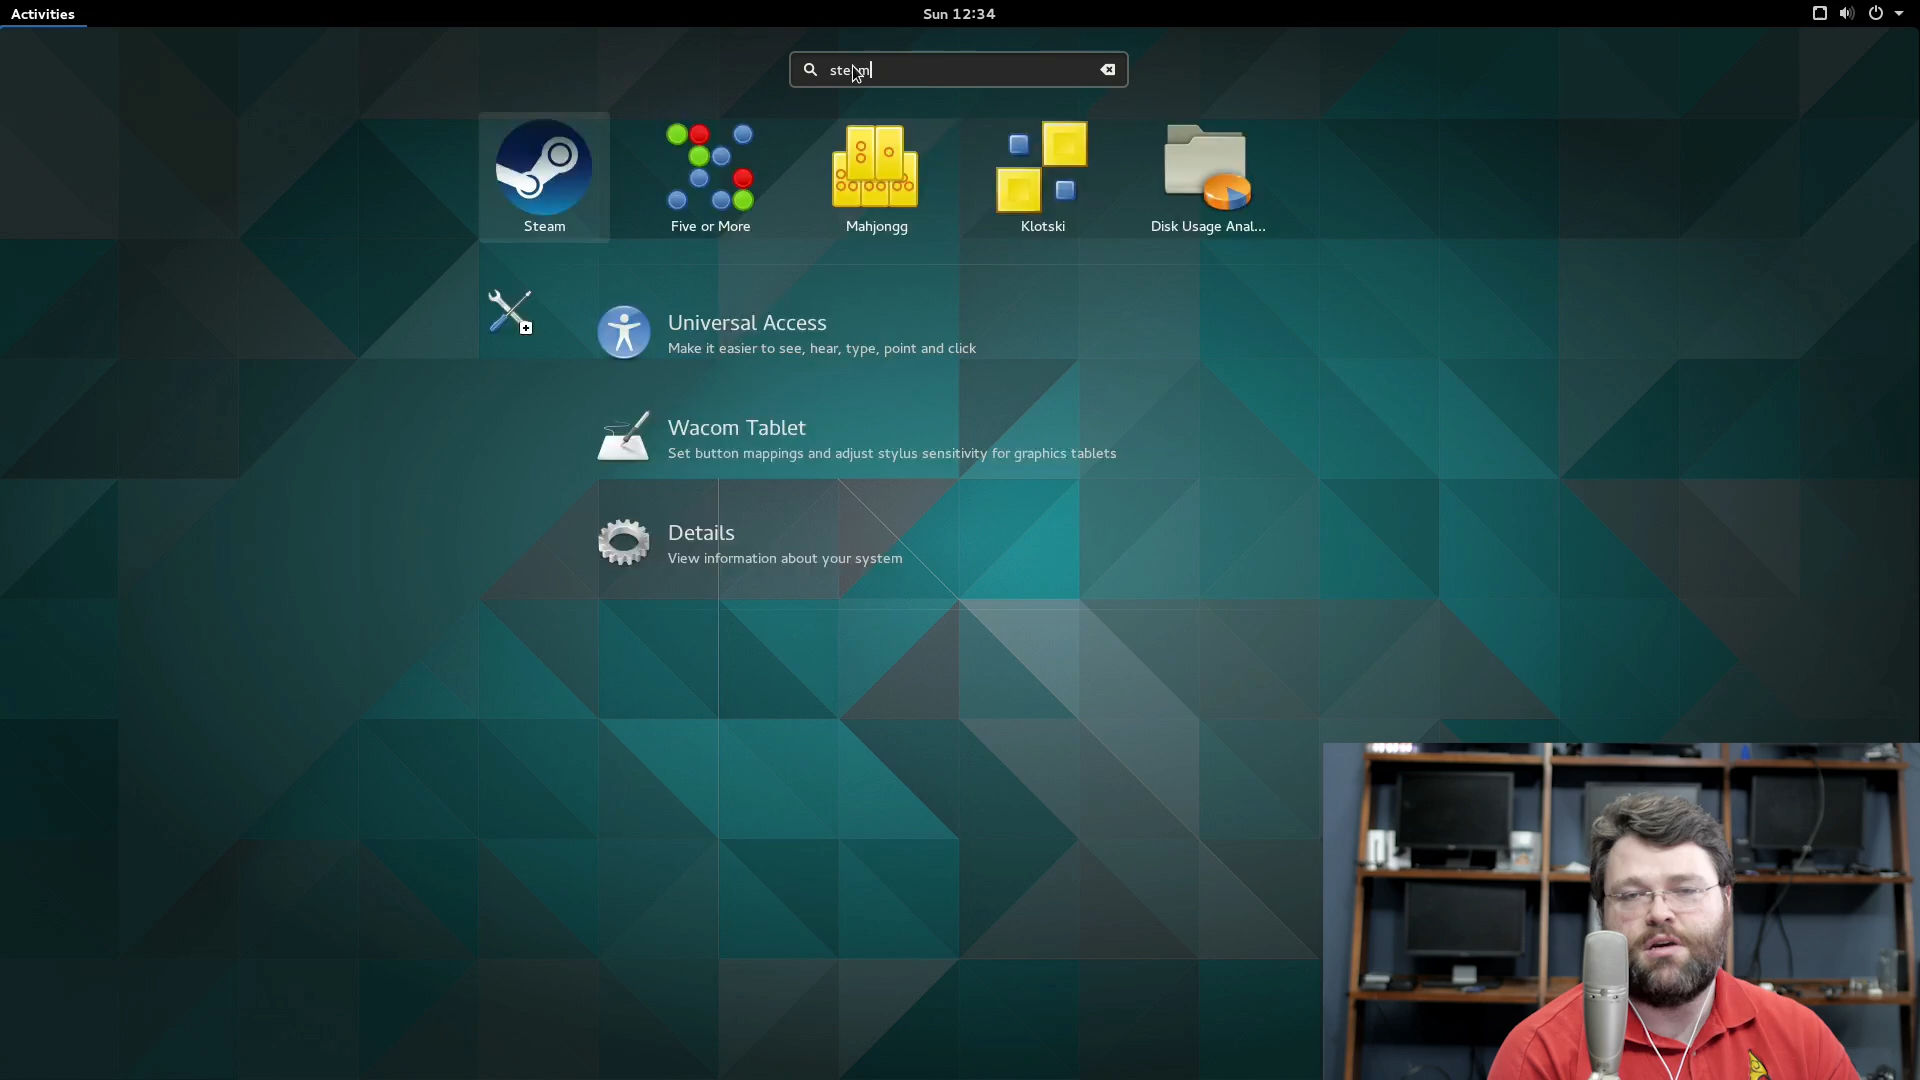 Activities
Sun 12:34
steam
Steam
Five or More
Mahjongg
Klotski
Disk Usage Anal...
Universal Access
Make it easier to see, hear, type, point and click
Wacom Tablet
Set button mappings and adjust stylus sensitivity for graphics tablets
Details
View information about your system